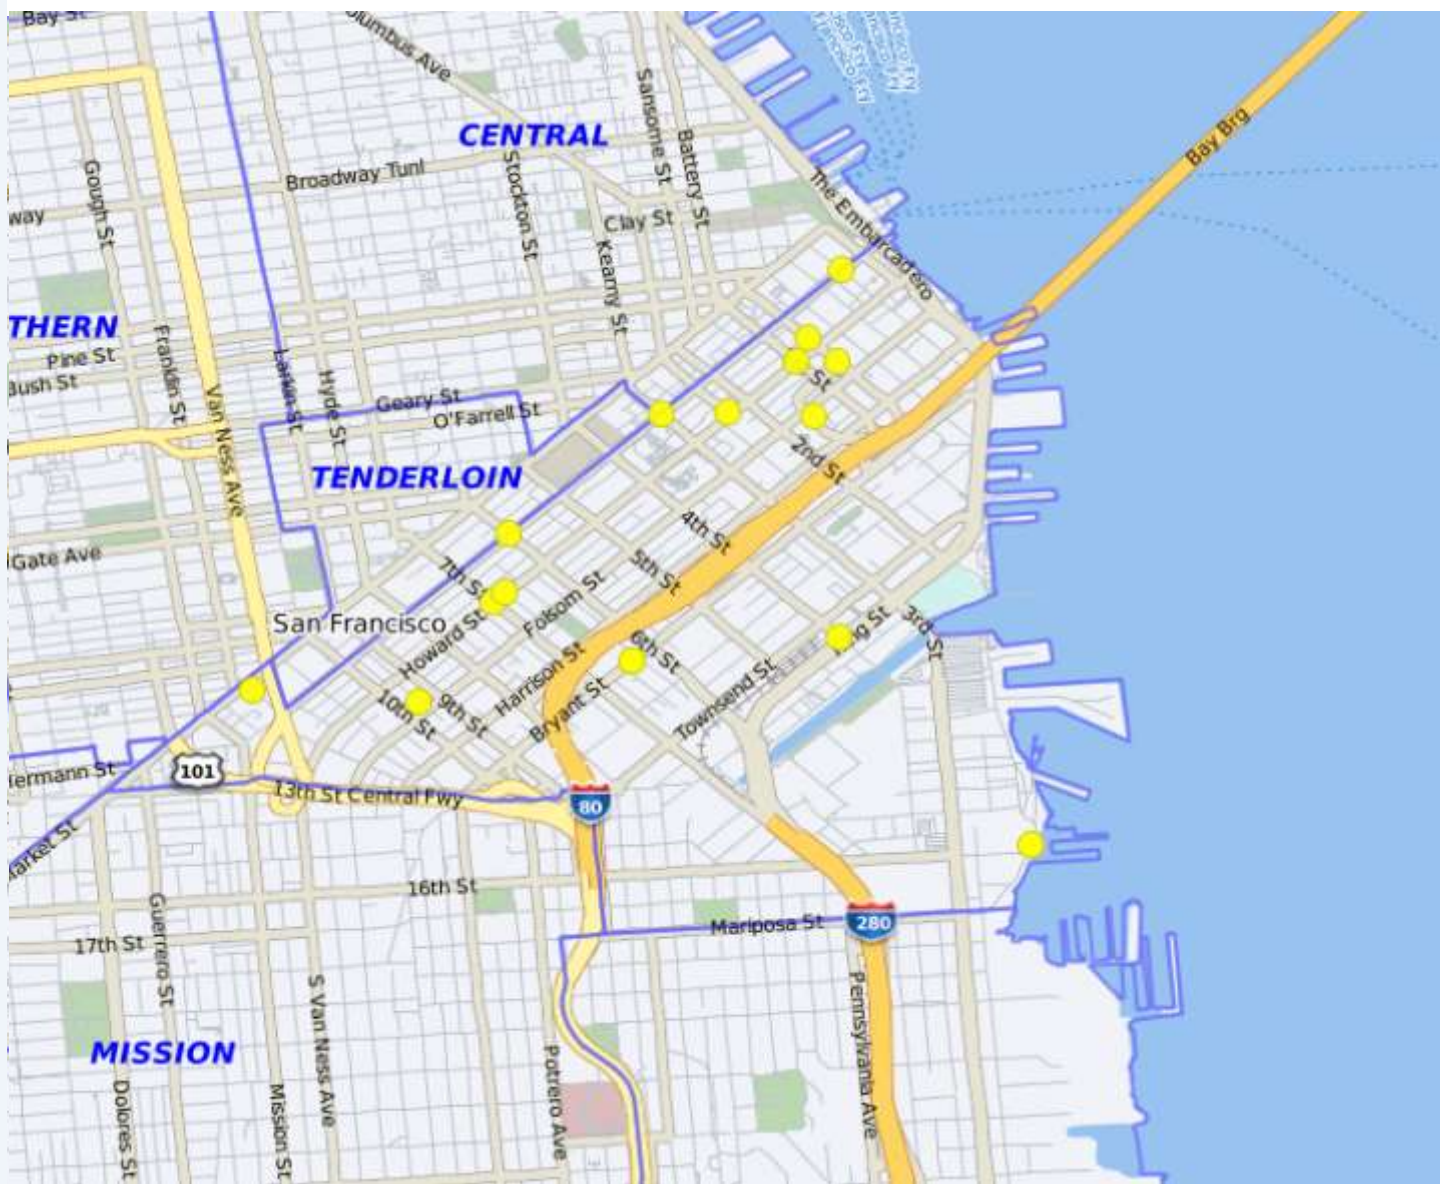 Bay St
Columbus Ave
Sansome St
Battery St
CENTRAL
Bay Brg
Gough St
Broadway Tunl
Stockton St
The Embarcadero
way
Clay St
Kearny St
THERN
Pine St
Bush St
Franklin St
Larkin St
Hyde St
Van Ness Ave
Geary St
O'Farrell St
St
TENDERLOIN
2nd St
4th St
Gate Ave
7th St
5th St
Folsom St
San Francisco
Howard St
King St
3rd St
6th St
Harrison St
Bryant St
Townsend St
10th St
9th St
Hermann St
101
13th St Central Fwy
80
Market St
16th St
Guerrero St
17th St
Mariposa St
280
S Van Ness Ave
Pennsylvania Ave
MISSION
Potrero Ave
Dolores St
Mission St